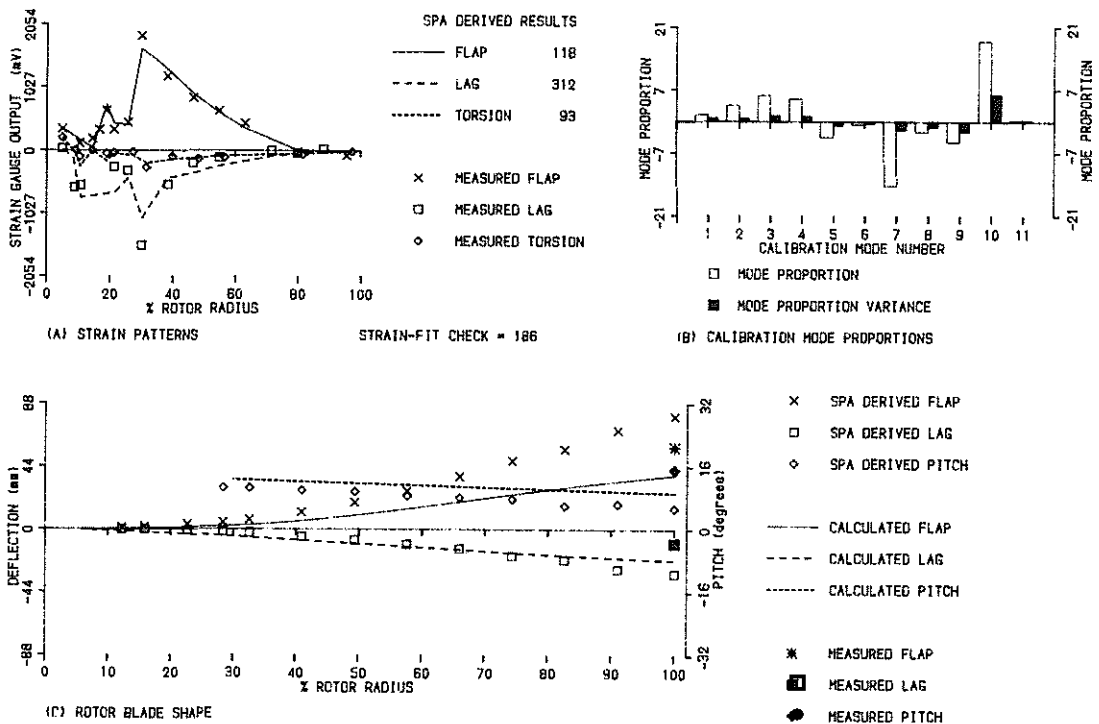 SPA DERIVED RESULTS
FLAP 118
LAG 312
TORSION 93
× MEASURED FLAP
MEASURED LAG
MEASURED TORSION
STRAIN GAUGE OUTPUT (mV)
2054
1027
0
-1027
-2054
20 40 60 80 100
% ROTOR RADIUS
(A) STRAIN PATTERNS
STRAIN-FIT CHECK = 186
MODE PROPORTION
21
7
-7
-21
MODE PROPORTION
21
7
-7
-21
1 2 3 4 5 6 7 8 9 10 11
CALIBRATION MODE NUMBER
MODE PROPORTION
MODE PROPORTION VARIANCE
(B) CALIBRATION MODE PROPORTIONS
DEFLECTION (mm)
88
44
0
-44
-88
PITCH (degrees)
32
16
0
-16
-32
10 20 30 40 50 60 70 80 90 100
% ROTOR RADIUS
(C) ROTOR BLADE SHAPE
× SPA DERIVED FLAP
SPA DERIVED LAG
SPA DERIVED PITCH
CALCULATED FLAP
CALCULATED LAG
CALCULATED PITCH
MEASURED FLAP
MEASURED LAG
MEASURED PITCH